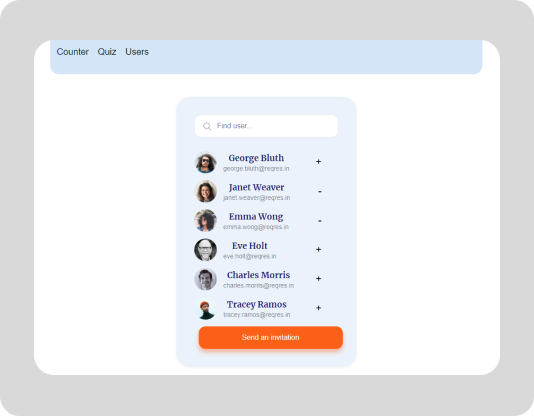 Counter Quiz Users
Find user...
George Bluth +
george.bluth@reqres.in
Janet Weaver -
janet.weaver@reqres.in
Emma Wong -
emma.wong@reqres.in
Eve Holt +
eve.holt@reqres.in
Charles Morris +
charles.morris@reqres.in
Tracey Ramos +
tracey.ramos@reqres.in
Send an invitation